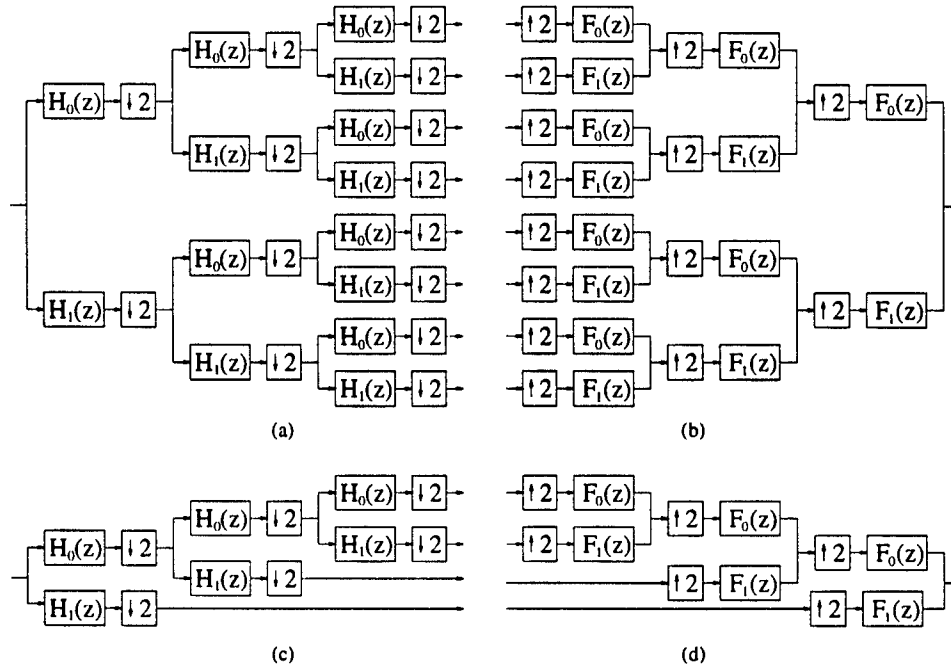 H₀(z) ↓2 ↑2 F₀(z)
H₀(z) ↓2 ↑2 F₀(z)
H₁(z) ↓2 ↑2 F₁(z)
H₀(z) ↓2 ↑2 F₀(z)
H₀(z) ↓2 ↑2 F₀(z)
H₁(z) ↓2 ↑2 F₁(z)
H₁(z) ↓2 ↑2 F₁(z)
H₀(z) ↓2 ↑2 F₀(z)
H₀(z) ↓2 ↑2 F₀(z)
H₁(z) ↓2 ↑2 F₁(z)
H₁(z) ↓2 ↑2 F₁(z)
H₀(z) ↓2 ↑2 F₀(z)
H₁(z) ↓2 ↑2 F₁(z)
H₁(z) ↓2 ↑2 F₁(z)
(a) (b)
H₀(z) ↓2 ↑2 F₀(z)
H₀(z) ↓2 ↑2 F₀(z)
H₀(z) ↓2 H₁(z) ↓2 ↑2 F₁(z) ↑2 F₀(z)
H₁(z) ↓2 ↑2 F₁(z)
H₁(z) ↓2 ↑2 F₁(z)
(c) (d)